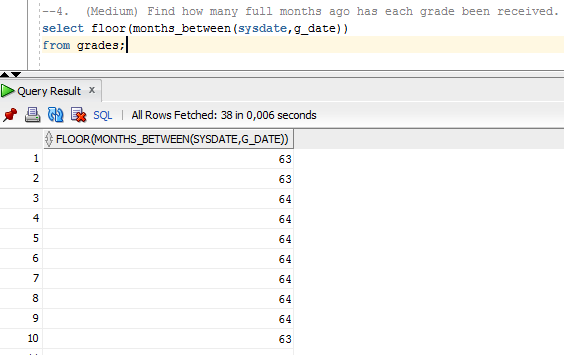 --4. (Medium) Find how many full months ago has each grade been received.
select floor(months_between(sysdate,g_date))
from grades;
Query Result x
SQL | All Rows Fetched: 38 in 0,006 seconds
FLOOR(MONTHS_BETWEEN(SYSDATE,G_DATE))
1 63
2 63
3 64
4 64
5 64
6 64
7 64
8 64
9 64
10 63